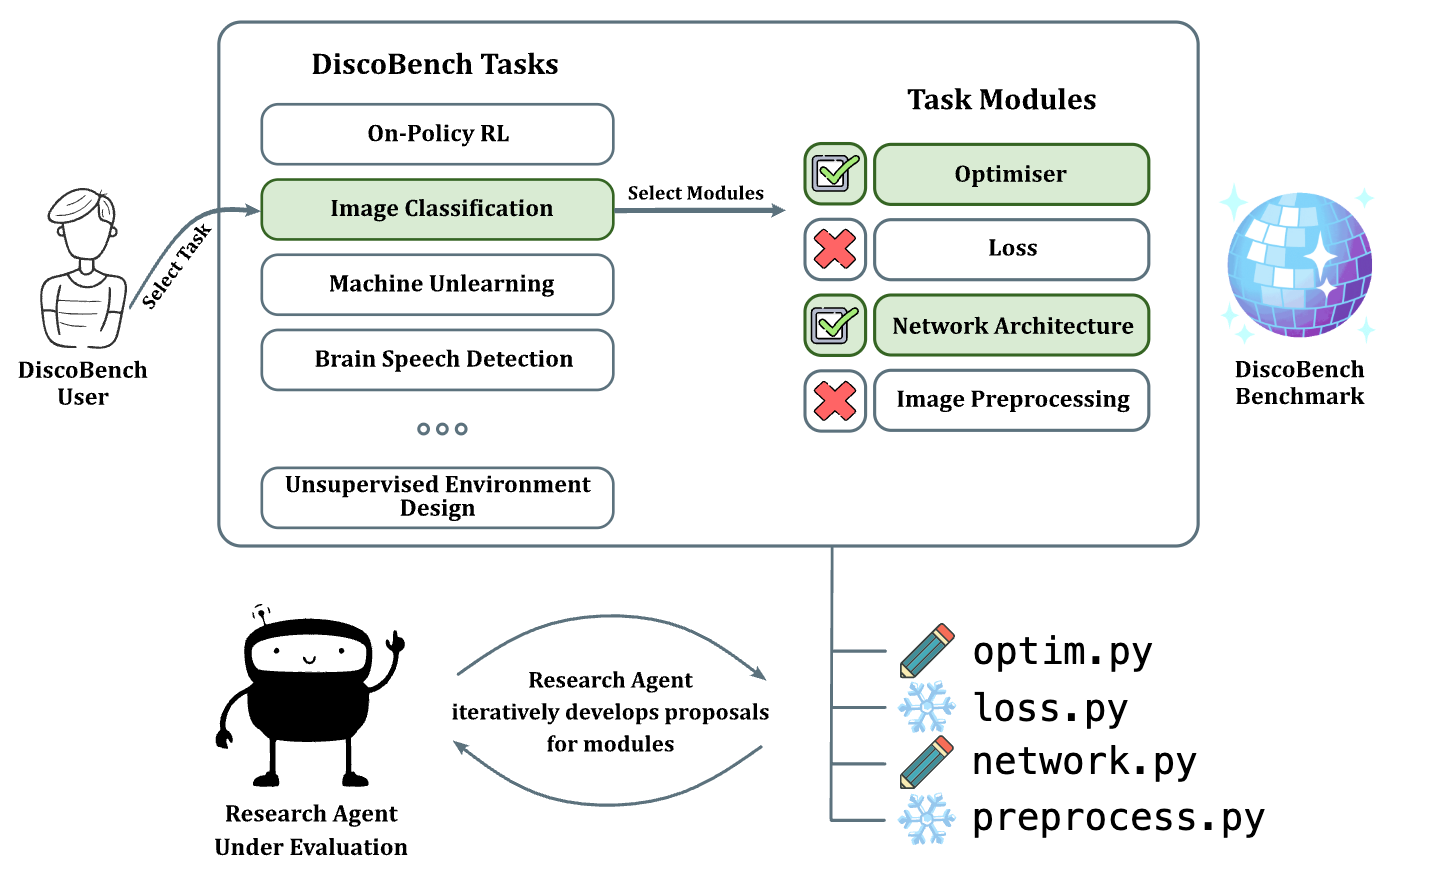 DiscoBench Tasks
On-Policy RL
Image Classification
Machine Unlearning
Brain Speech Detection
Unsupervised Environment
Design
Select Task
Select Modules
Task Modules
Optimiser
Loss
Network Architecture
Image Preprocessing
DiscoBench
User
DiscoBench
Benchmark
Research Agent
iteratively develops proposals
for modules
Research Agent
Under Evaluation
optim.py
loss.py
network.py
preprocess.py